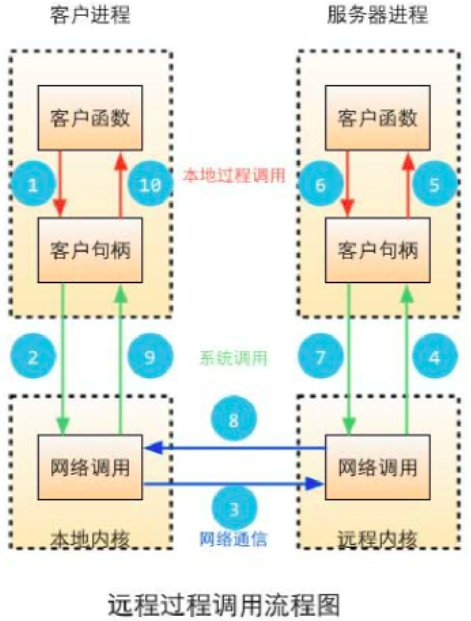 客户进程 服务器进程
客户函数 客户函数
1 10 本地过程调用 6 5
客户句柄 客户句柄
2 9 系统调用 7 4
8
网络调用 网络调用
3
本地内核 网络通信 远程内核
远程过程调用流程图